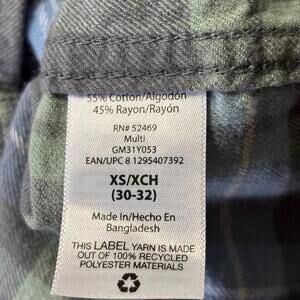 55% Cotton/Algodón
45% Rayon/Rayón
RN# 52469
Multi
GM31Y053
EAN/UPC 8 1295407392
XS/XCH
(30-32)
Made In/Hecho En
Bangladesh
THIS LABEL YARN IS MADE
OUT OF 100% RECYCLED
POLYESTER MATERIALS